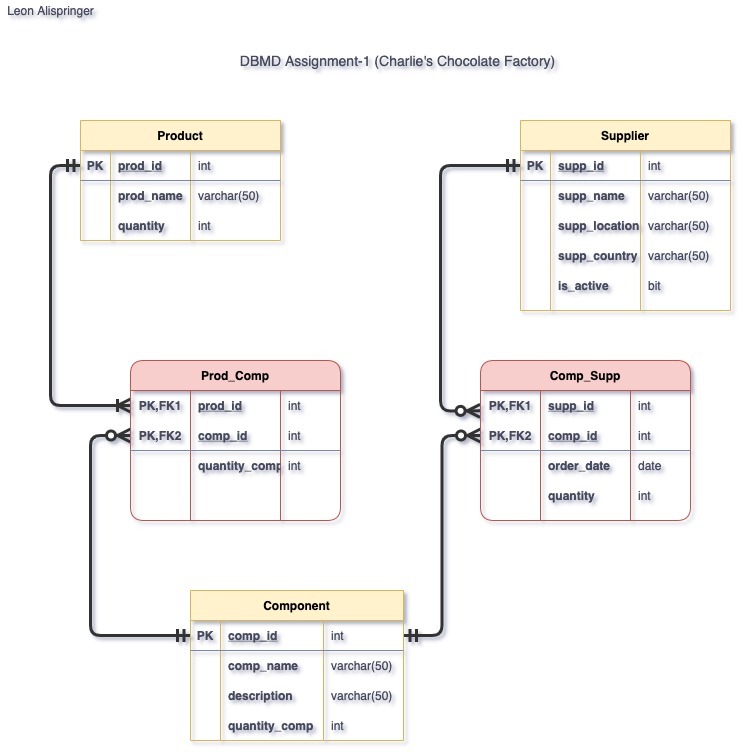 Leon Alispringer
DBMD Assignment-1 (Charlie's Chocolate Factory)
Product
PK prod_id int
prod_name varchar(50)
quantity int
Supplier
PK supp_id int
supp_name varchar(50)
supp_location varchar(50)
supp_country varchar(50)
is_active bit
Prod_Comp
PK,FK1 prod_id int
PK,FK2 comp_id int
quantity_comp int
Comp_Supp
PK,FK1 supp_id int
PK,FK2 comp_id int
order_date date
quantity int
Component
PK comp_id int
comp_name varchar(50)
description varchar(50)
quantity_comp int